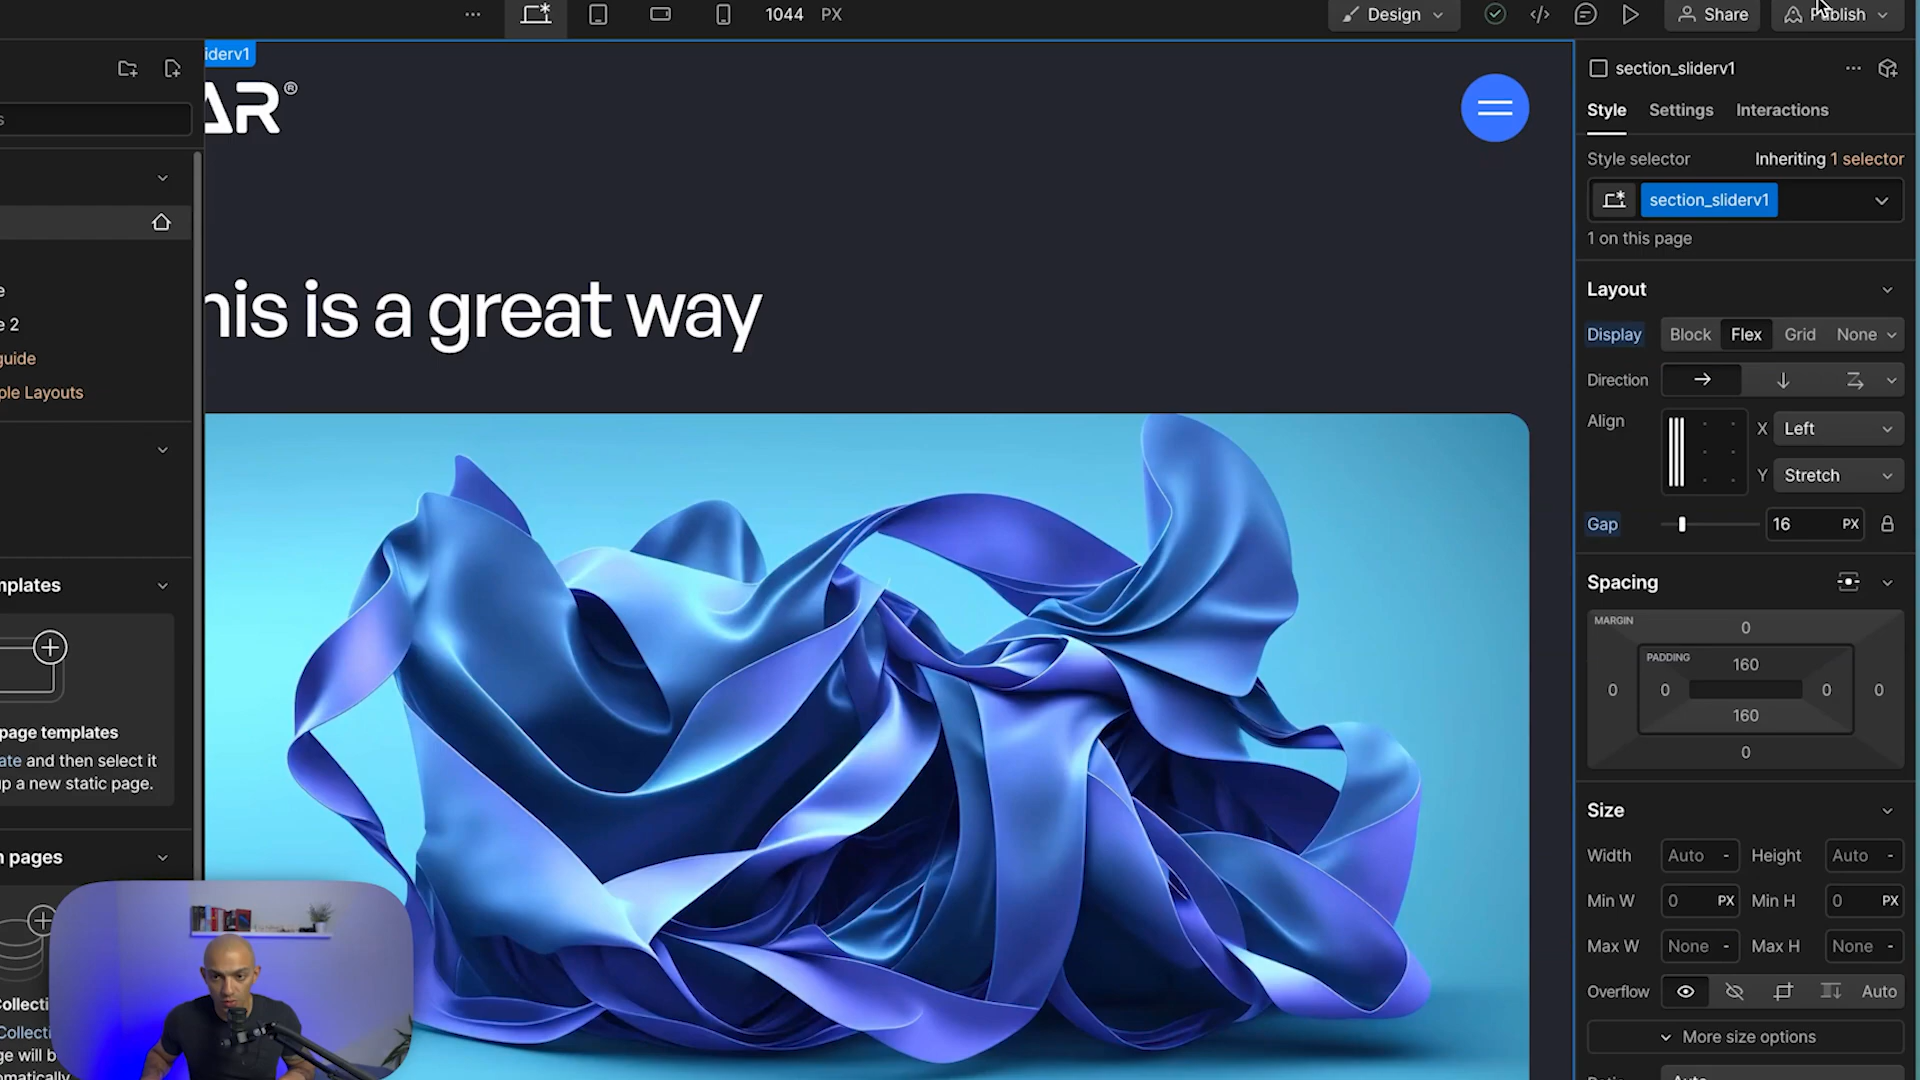 1044 PX
Design
Share
Publish
iderv1
AR®
s
e
e 2
guide
ple Layouts
mplates
page templates
ate and then select it
up a new static page.
n pages
Collecti
Collecti
ge will b
omatically
his is a great way
section_sliderv1
Style Settings Interactions
Style selector Inheriting 1 selector
section_sliderv1
1 on this page
Layout
Display Block Flex Grid None
Direction
Align X Left
Y Stretch
Gap 16 PX
Spacing
MARGIN 0
PADDING 160
0 0 0 0
160
0
Size
Width Auto - Height Auto -
Min W 0 PX Min H 0 PX
Max W None - Max H None -
Overflow Auto
More size options